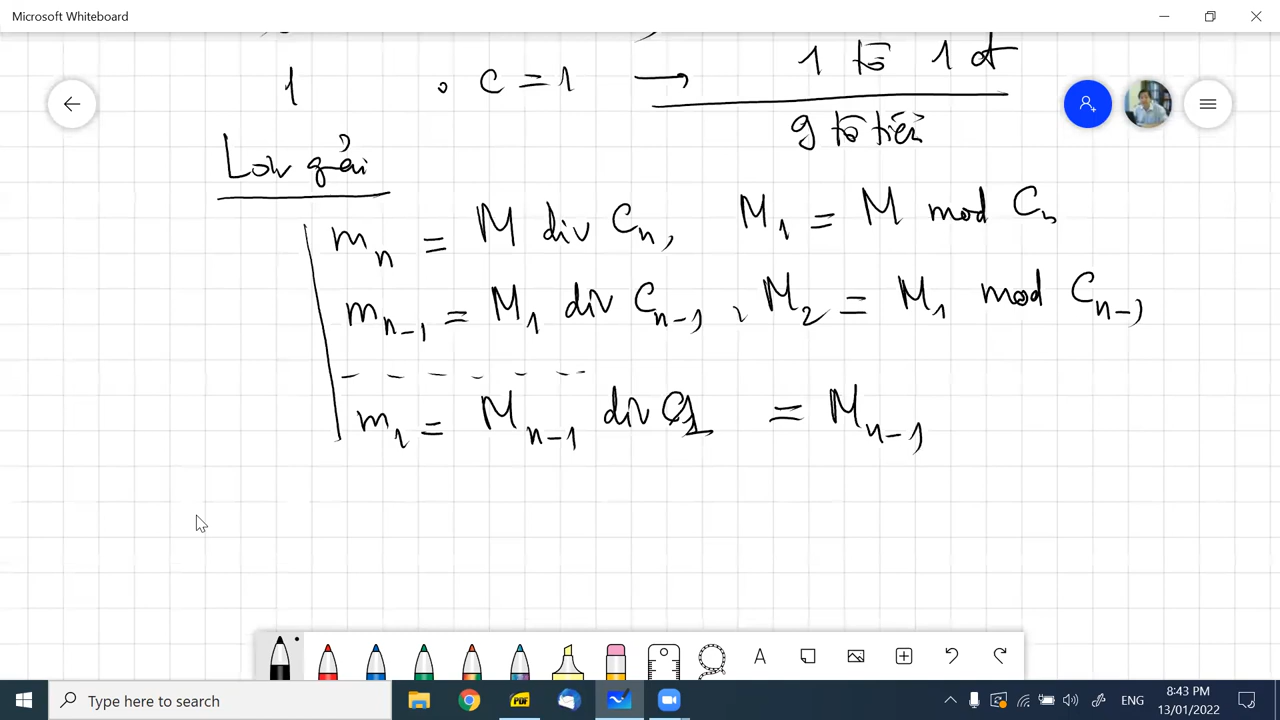 Microsoft Whiteboard
1 . c = 1 → 1 tờ 1 đ
9 tờ tiền
Lời giải
m_n = M div C_n, M_1 = M mod C_n
m_{n-1} = M_1 div C_{n-1}, M_2 = M_1 mod C_{n-1}
m_1 = M_{n-1} div C_1 = M_{n-1}
A
PDF
Type here to search
ENG
8:43 PM
13/01/2022